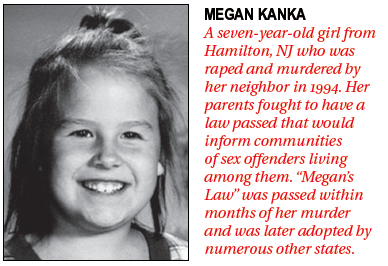 MEGAN KANKA
A seven-year-old girl from
Hamilton, NJ who was
raped and murdered by
her neighbor in 1994. Her
parents fought to have a
law passed that would
inform communities
of sex offenders living
among them. “Megan’s
Law” was passed within
months of her murder
and was later adopted by
numerous other states.